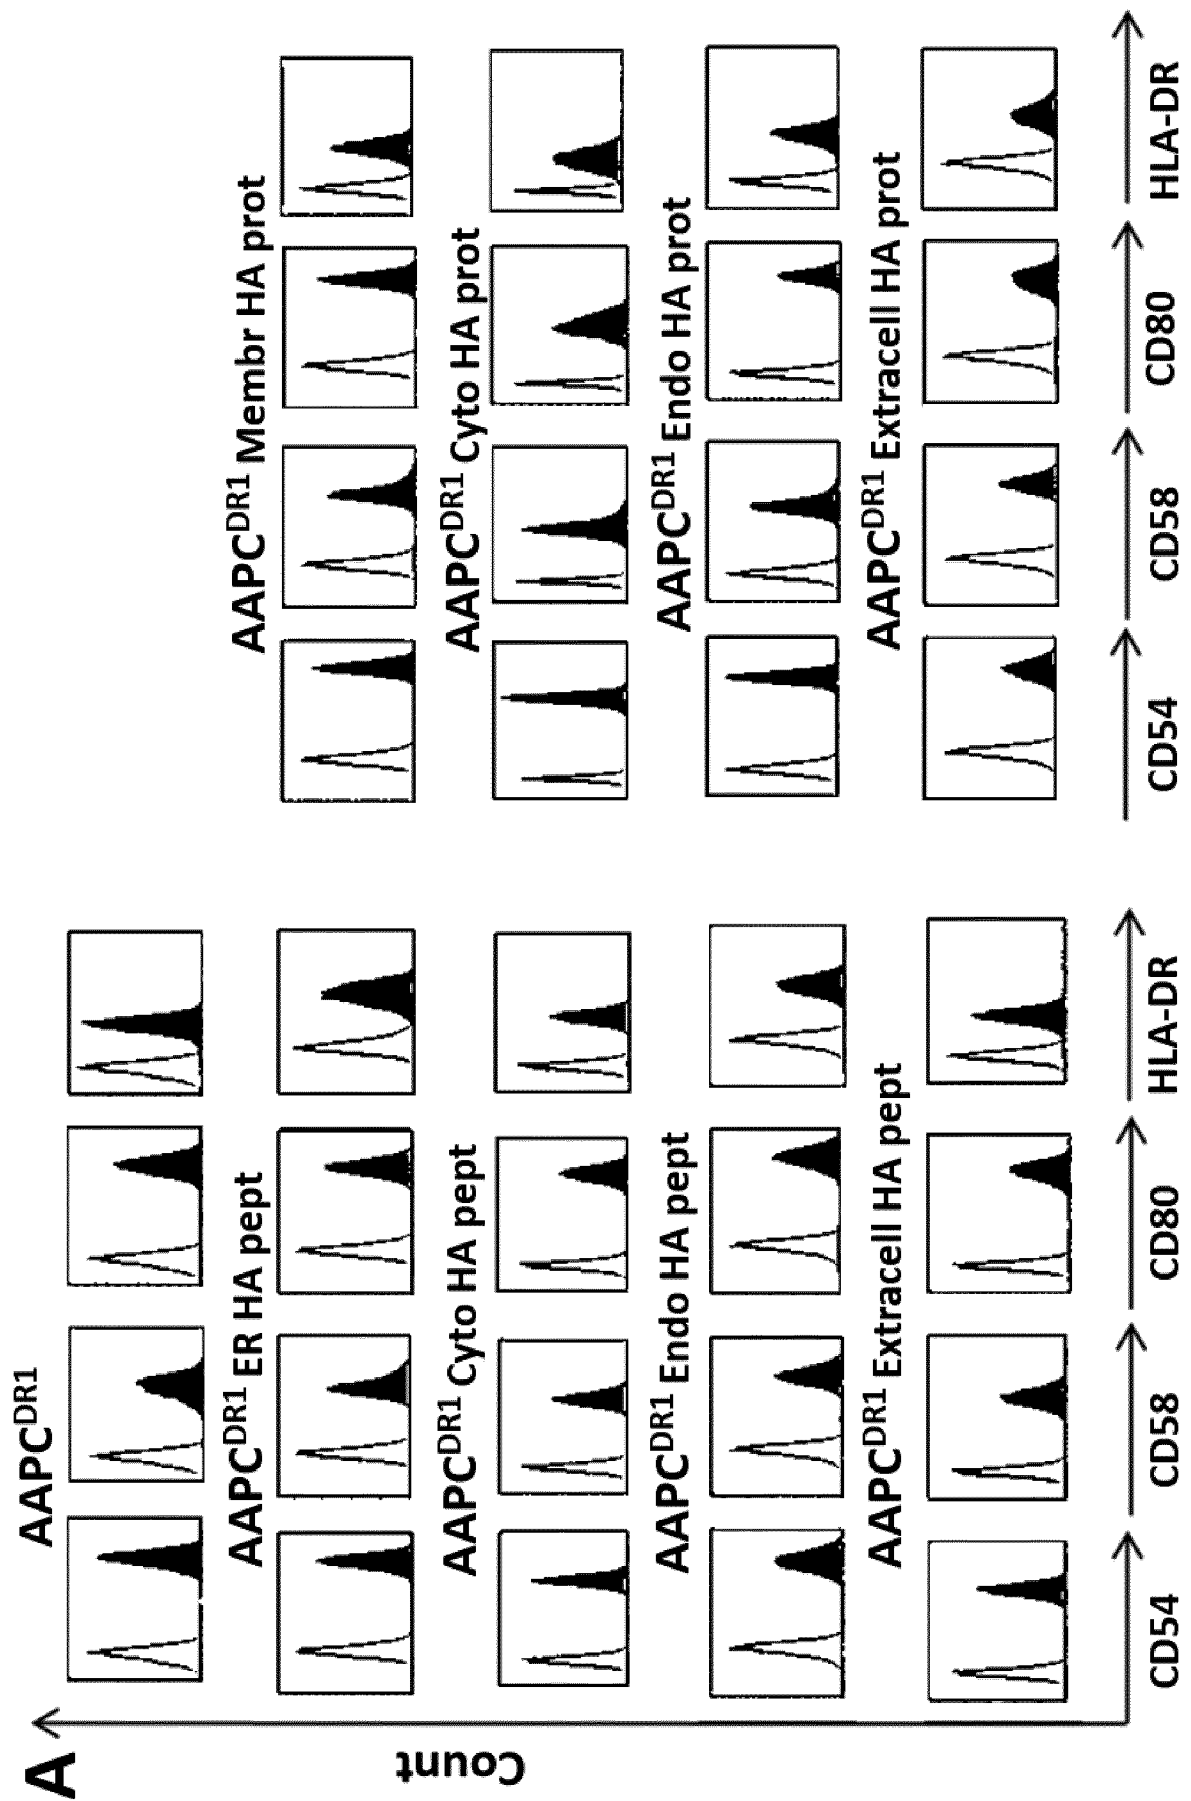 A
Count
AAPC^DR1
AAPC^DR1 ER HA pept
AAPC^DR1 Cyto HA pept
AAPC^DR1 Endo HA pept
AAPC^DR1 Extracell HA pept
CD54 CD58 CD80 HLA-DR
AAPC^DR1 Membr HA prot
AAPC^DR1 Cyto HA prot
AAPC^DR1 Endo HA prot
AAPC^DR1 Extracell HA prot
CD54 CD58 CD80 HLA-DR